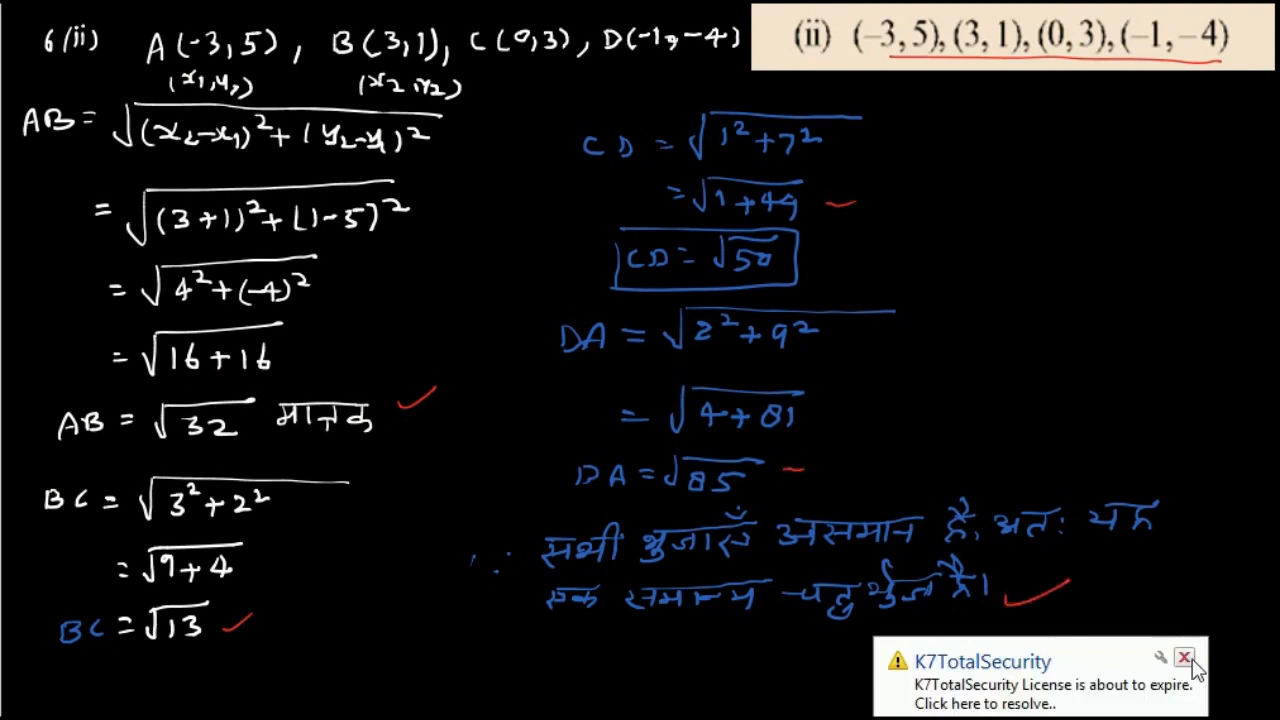 6(ii) A(-3,5), B(3,1), C(0,3), D(-1,-4)
(x₁,y₁) (x₂,y₂)
(ii) (−3, 5), (3, 1), (0, 3), (−1, −4)
AB = √((x₂-x₁)²+(y₂-y₁)²)
= √((3+1)²+(1-5)²)
= √(4²+(-4)²)
= √(16+16)
AB = √32 मात्रक
BC = √(3²+2²)
= √(9+4)
BC = √13
CD = √(1²+7²)
= √(1+49)
CD = √50
DA = √(2²+9²)
= √(4+81)
DA = √85
∴ सभी भुजाएँ असमान है, अतः यह
एक सामान्य चतुर्भुज है।
K7TotalSecurity
K7TotalSecurity License is about to expire.
Click here to resolve..